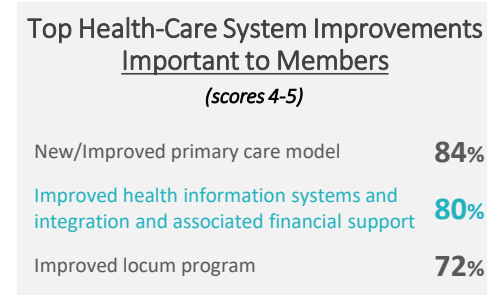 Top Health-Care System Improvements
Important to Members
(scores 4-5)
New/Improved primary care model 84%
Improved health information systems and
integration and associated financial support 80%
Improved locum program 72%